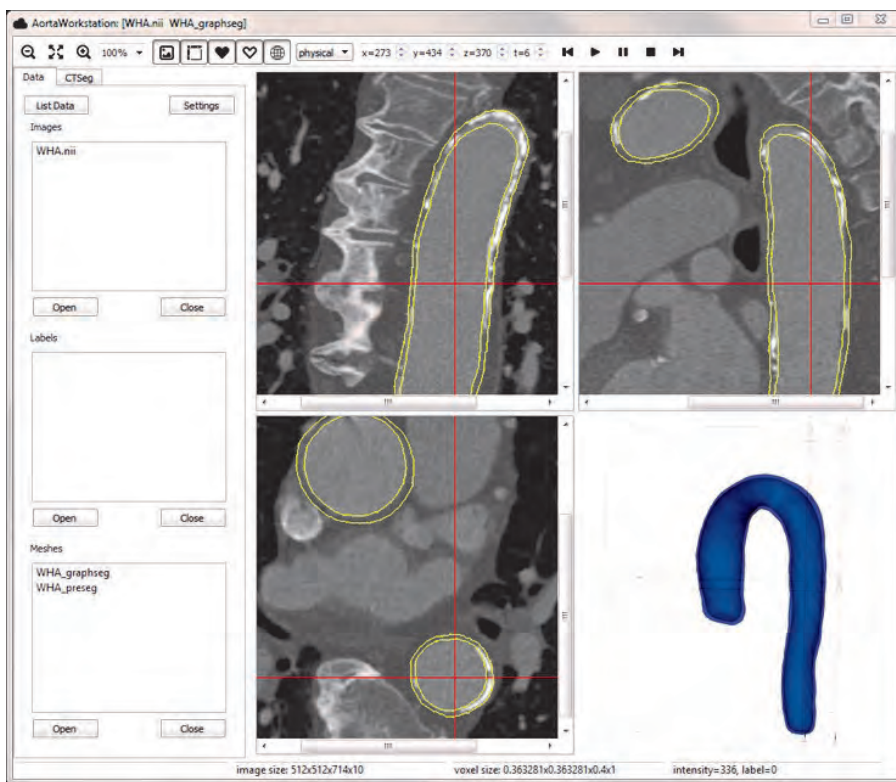 AortaWorkstation: [WHA.nii WHA_graphseg]
100% physical x=273 y=434 z=370 t=6
Data CTSeg
List Data Settings
Images
WHA.nii
Open Close
Labels
Open Close
Meshes
WHA_graphseg
WHA_preseg
Open Close
image size: 512x512x714x10 voxel size: 0.363281x0.363281x0.4x1 intensity=336, label=0